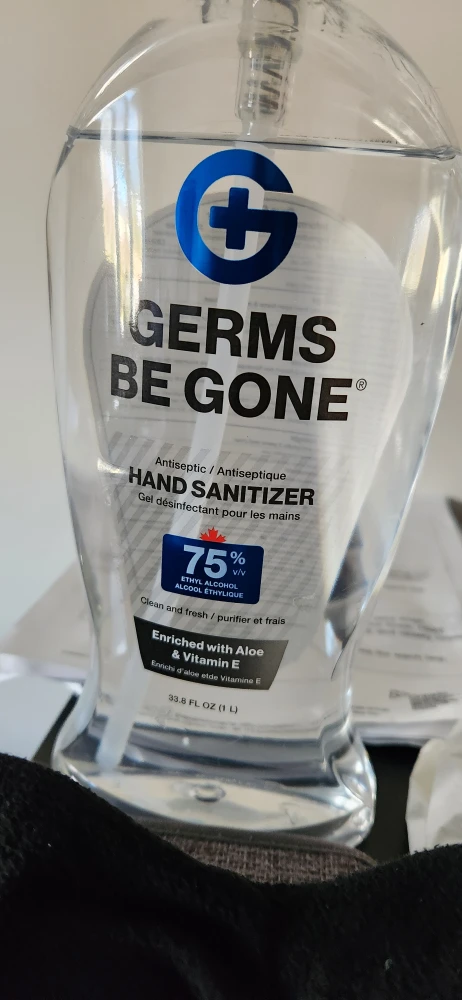 GERMS
BE GONE®
Antiseptic / Antiseptique
HAND SANITIZER
Gel désinfectant pour les mains
75% v/v
ETHYL ALCOHOL
ALCOOL ÉTHYLIQUE
Clean and fresh / purifier et frais
Enriched with Aloe
& Vitamin E
Enrichi d'aloe etde Vitamine E
33.8 FL OZ (1 L)